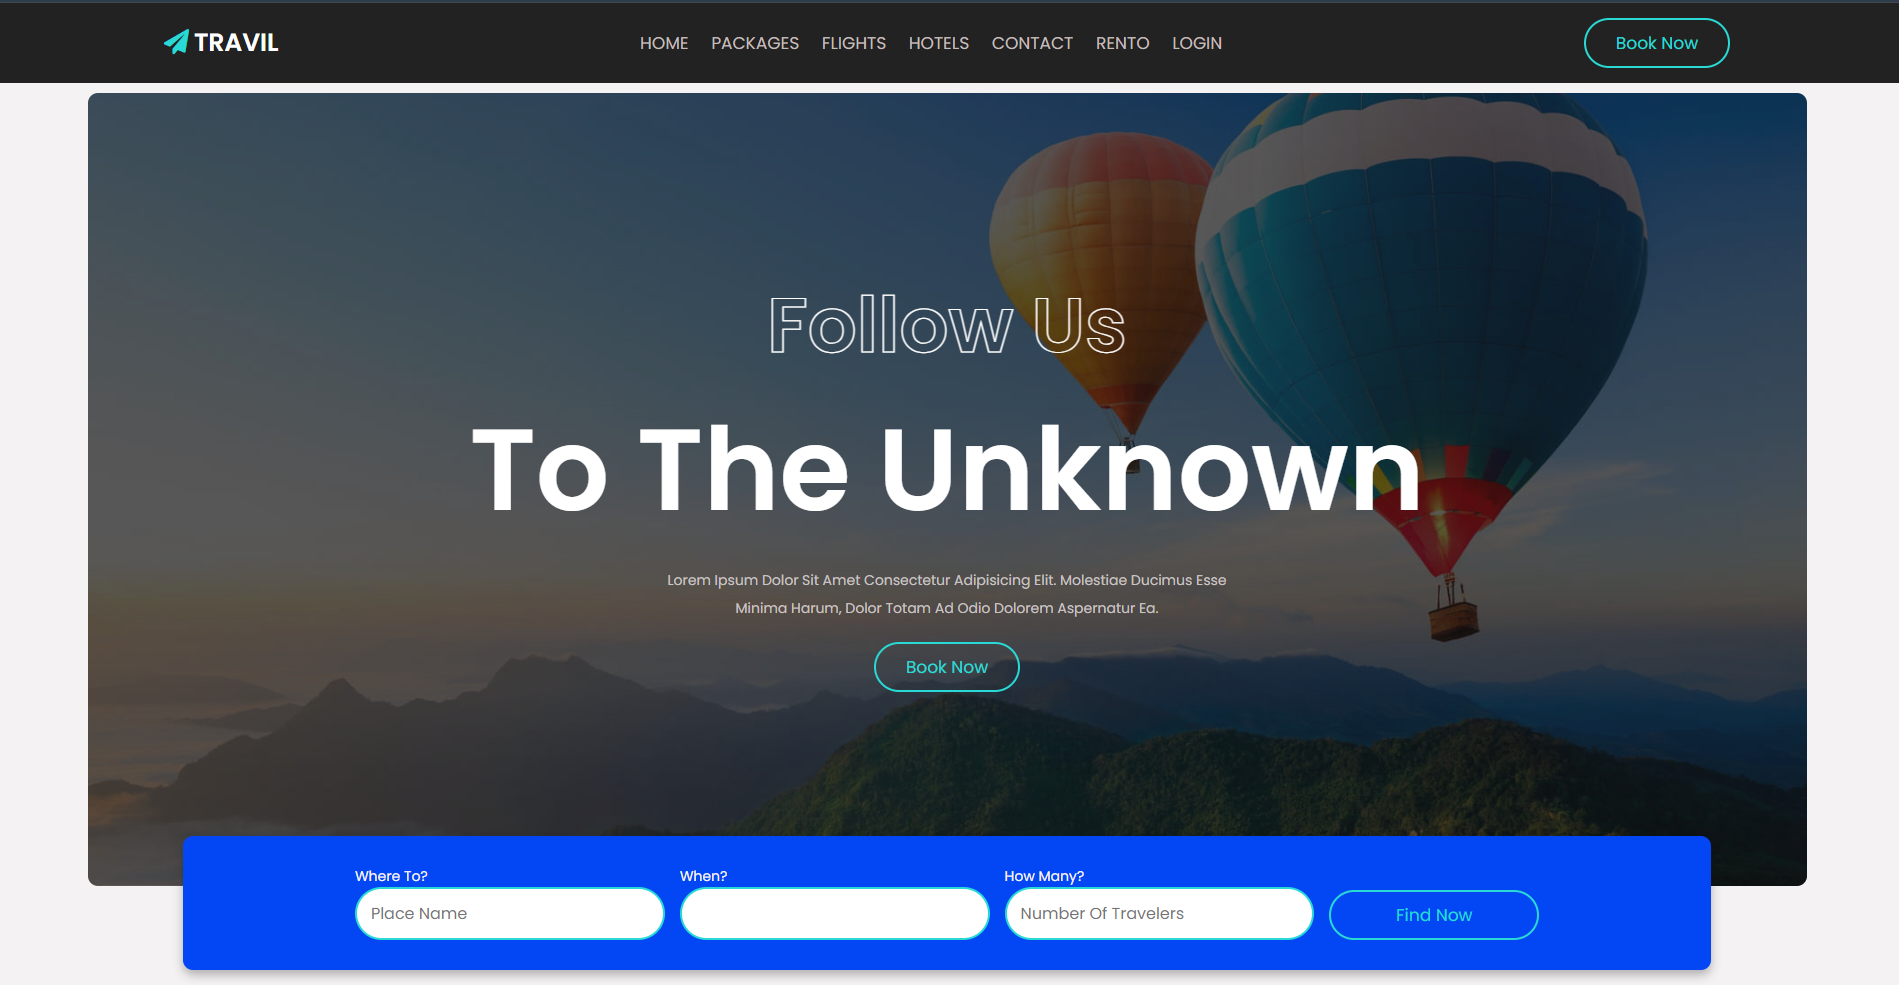 TRAVIL
HOME PACKAGES FLIGHTS HOTELS CONTACT RENTO LOGIN
Book Now
Follow Us
To The Unknown
Lorem Ipsum Dolor Sit Amet Consectetur Adipisicing Elit. Molestiae Ducimus Esse
Minima Harum, Dolor Totam Ad Odio Dolorem Aspernatur Ea.
Book Now
Where To?
Place Name
When?
How Many?
Number Of Travelers
Find Now